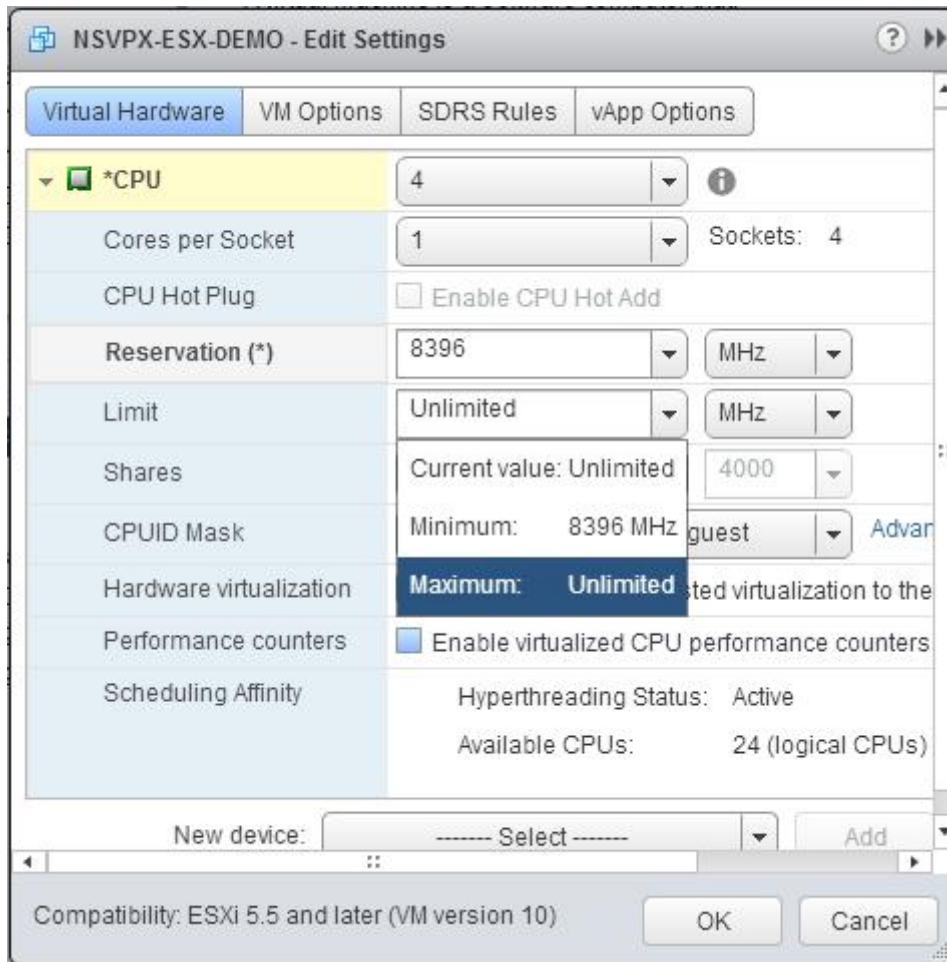 NSVPX-ESX-DEMO - Edit Settings
Virtual Hardware VM Options SDRS Rules vApp Options
*CPU 4
Cores per Socket 1 Sockets: 4
CPU Hot Plug Enable CPU Hot Add
Reservation (*) 8396 MHz
Limit Unlimited MHz
Current value: Unlimited
Shares 4000
Minimum: 8396 MHz
CPUID Mask guest Advan
Maximum: Unlimited
Hardware virtualization ted virtualization to the
Performance counters Enable virtualized CPU performance counters
Scheduling Affinity Hyperthreading Status: Active
Available CPUs: 24 (logical CPUs)
New device: ------- Select ------- Add
Compatibility: ESXi 5.5 and later (VM version 10) OK Cancel